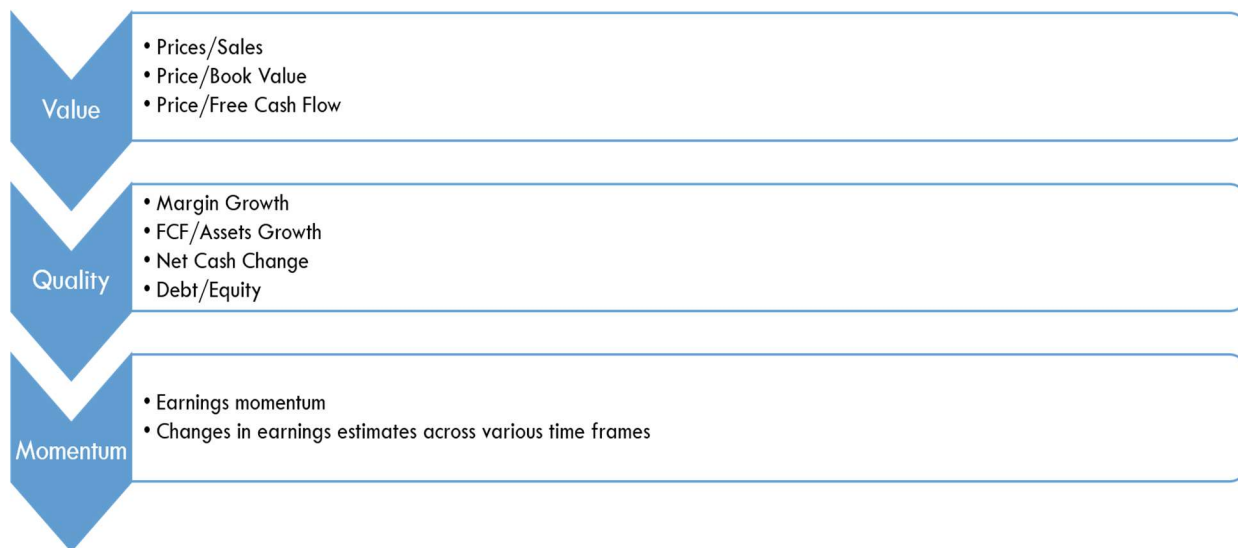 Value
• Prices/Sales
• Price/Book Value
• Price/Free Cash Flow
Quality
• Margin Growth
• FCF/Assets Growth
• Net Cash Change
• Debt/Equity
Momentum
• Earnings momentum
• Changes in earnings estimates across various time frames